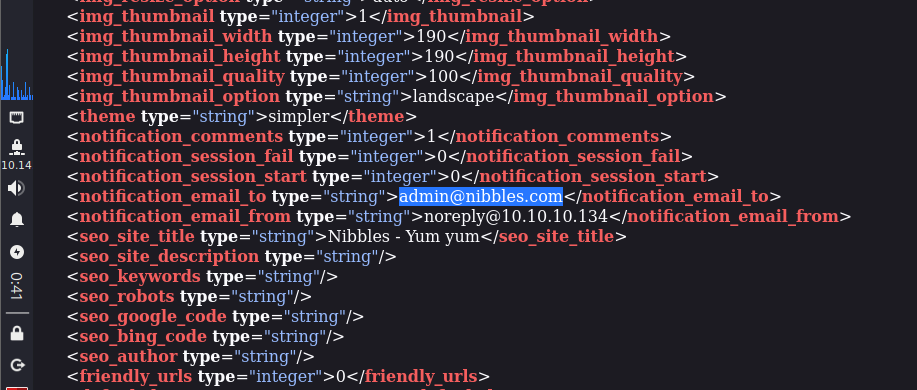 <img_thumbnail type="integer">1</img_thumbnail>
<img_thumbnail_width type="integer">190</img_thumbnail_width>
<img_thumbnail_height type="integer">190</img_thumbnail_height>
<img_thumbnail_quality type="integer">100</img_thumbnail_quality>
<img_thumbnail_option type="string">landscape</img_thumbnail_option>
<theme type="string">simpler</theme>
<notification_comments type="integer">1</notification_comments>
<notification_session_fail type="integer">0</notification_session_fail>
10.14
<notification_session_start type="integer">0</notification_session_start>
<notification_email_to type="string">admin@nibbles.com</notification_email_to>
<notification_email_from type="string">noreply@10.10.10.134</notification_email_from>
<seo_site_title type="string">Nibbles - Yum yum</seo_site_title>
<seo_site_description type="string"/>
<seo_keywords type="string"/>
0:41
<seo_robots type="string"/>
<seo_google_code type="string"/>
<seo_bing_code type="string"/>
<seo_author type="string"/>
<friendly_urls type="integer">0</friendly_urls>